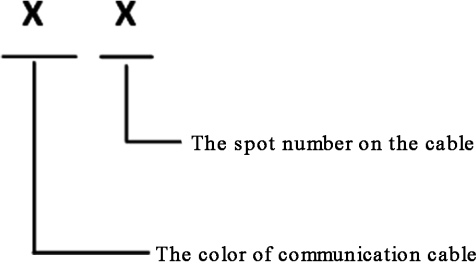 X X
The spot number on the cable
The color of communication cable